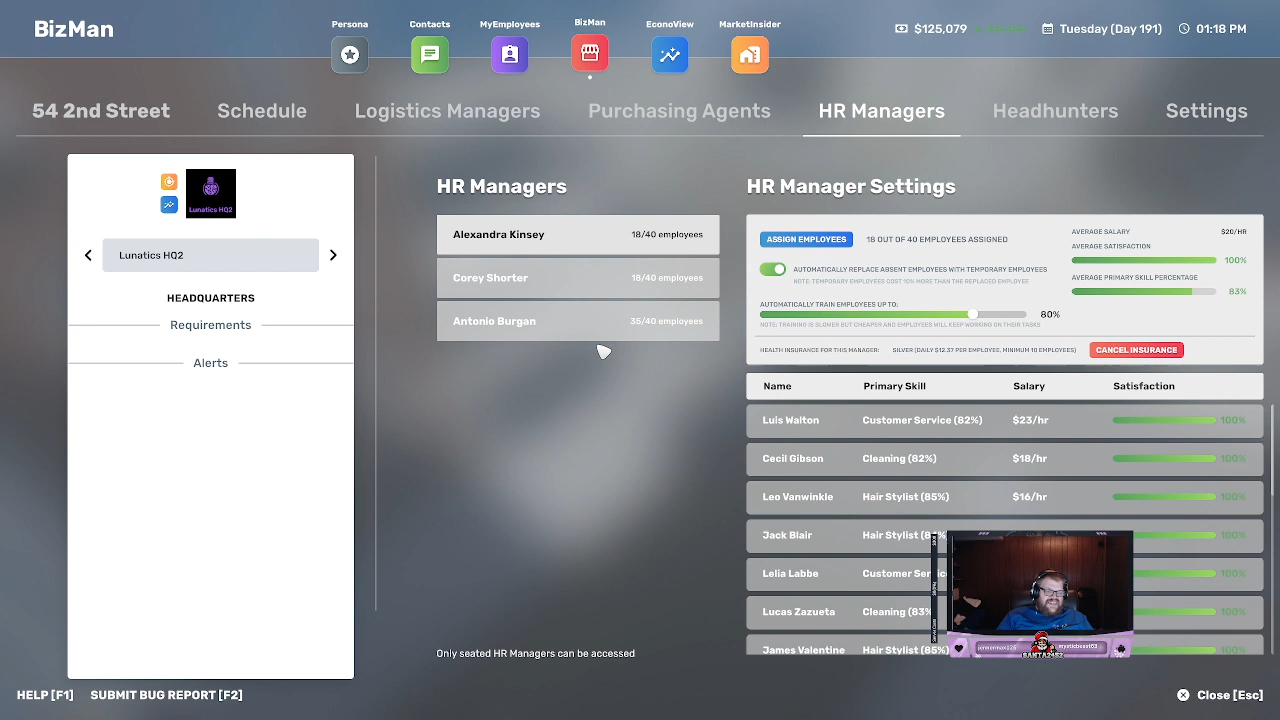 BizMan
Persona
Contacts
MyEmployees
BizMan
EconoView
MarketInsider
$125,079
Tuesday (Day 191)
01:18 PM
54 2nd Street
Schedule
Logistics Managers
Purchasing Agents
HR Managers
Headhunters
Settings
Lunatics HQ2
Lunatics HQ2
HEADQUARTERS
Requirements
Alerts
HR Managers
Alexandra Kinsey 18/40 employees
Corey Shorter 18/40 employees
Antonio Burgan 35/40 employees
Only seated HR Managers can be accessed
HR Manager Settings
ASSIGN EMPLOYEES 18 OUT OF 40 EMPLOYEES ASSIGNED
AUTOMATICALLY REPLACE ABSENT EMPLOYEES WITH TEMPORARY EMPLOYEES
NOTE: TEMPORARY EMPLOYEES COST 10% MORE THAN THE REPLACED EMPLOYEE
AUTOMATICALLY TRAIN EMPLOYEES UP TO:
80%
NOTE: TRAINING IS SLOWER BUT CHEAPER AND EMPLOYEES WILL KEEP WORKING ON THEIR TASKS
AVERAGE SALARY $20/HR
AVERAGE SATISFACTION
100%
AVERAGE PRIMARY SKILL PERCENTAGE
83%
HEALTH INSURANCE FOR THIS MANAGER: SILVER (DAILY $12.37 PER EMPLOYEE, MINIMUM 10 EMPLOYEES) CANCEL INSURANCE
Name Primary Skill Salary Satisfaction
Luis Walton Customer Service (82%) $23/hr 100%
Cecil Gibson Cleaning (82%) $18/hr 100%
Leo Vanwinkle Hair Stylist (85%) $16/hr 100%
Jack Blair Hair Stylist 100%
Lelia Labbe Customer 100%
Lucas Zazueta Cleaning (83% 100%
James Valentine Hair Stylist (85%) 100%
jennermax125
mysticbeast63
SANTA2452
HELP [F1]
SUBMIT BUG REPORT [F2]
Close [Esc]